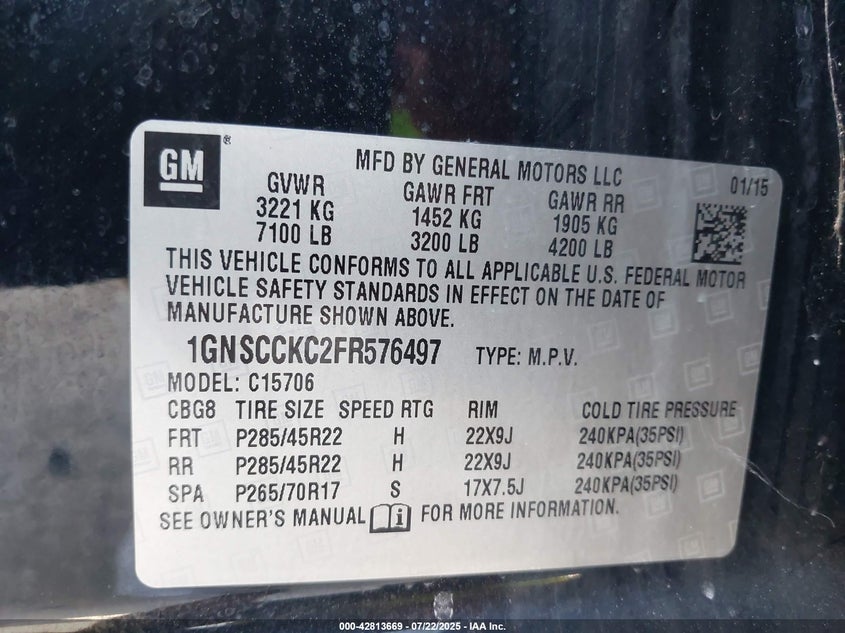 GM®
MFD BY GENERAL MOTORS LLC
01/15
GVWR GAWR FRT GAWR RR
3221 KG 1452 KG 1905 KG
7100 LB 3200 LB 4200 LB
THIS VEHICLE CONFORMS TO ALL APPLICABLE U.S. FEDERAL MOTOR
VEHICLE SAFETY STANDARDS IN EFFECT ON THE DATE OF
MANUFACTURE SHOWN ABOVE.
1GNSCCKC2FR576497 TYPE: M.P.V.
MODEL: C15706
CBG8 TIRE SIZE SPEED RTG RIM COLD TIRE PRESSURE
FRT P285/45R22 H 22X9J 240KPA(35PSI)
RR P285/45R22 H 22X9J 240KPA(35PSI)
SPA P265/70R17 S 17X7.5J 240KPA(35PSI)
SEE OWNER'S MANUAL i FOR MORE INFORMATION.
000-42813669 - 07/22/2025 - IAA Inc.